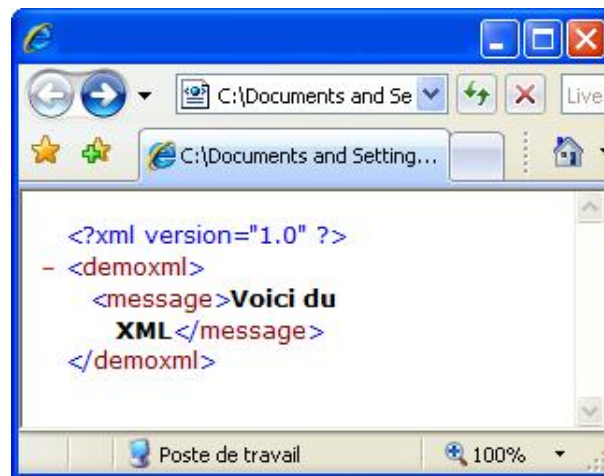 C:\Documents and Se
Live
C:\Documents and Setting...
<?xml version="1.0" ?>
– <demoxml>
<message>Voici du
XML</message>
</demoxml>
Poste de travail
100%